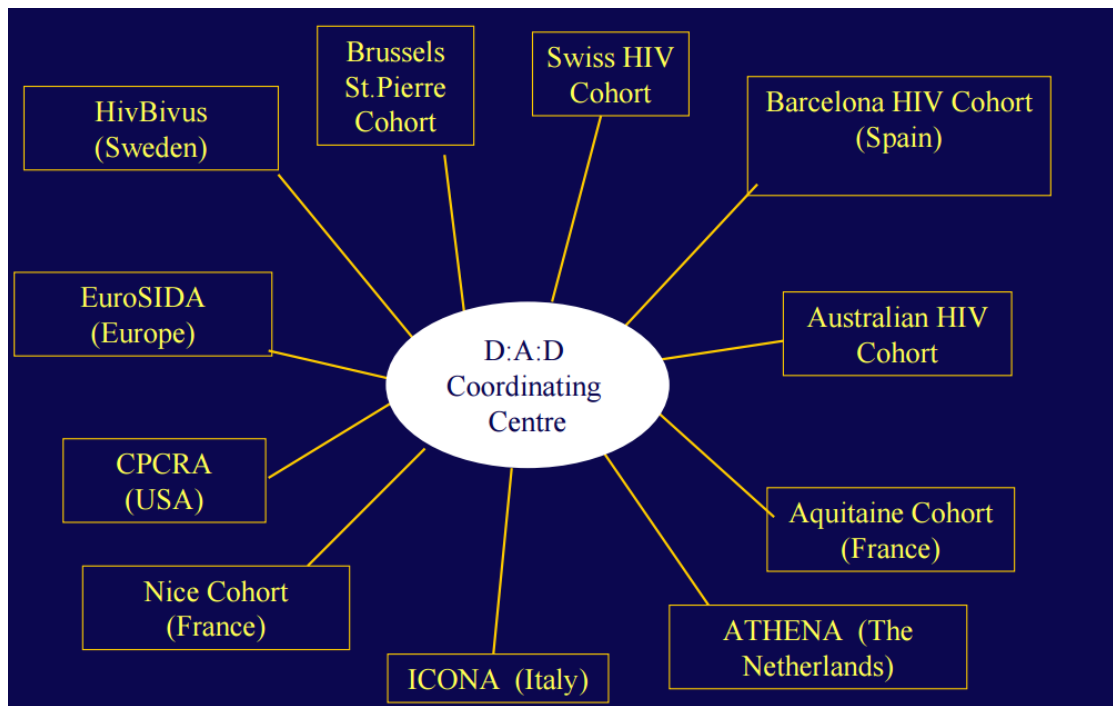 Brussels
St.Pierre
Cohort
Swiss HIV
Cohort
HivBivus
(Sweden)
Barcelona HIV Cohort
(Spain)
EuroSIDA
(Europe)
D:A:D
Coordinating
Centre
Australian HIV
Cohort
CPCRA
(USA)
Aquitaine Cohort
(France)
Nice Cohort
(France)
ATHENA (The
Netherlands)
ICONA (Italy)